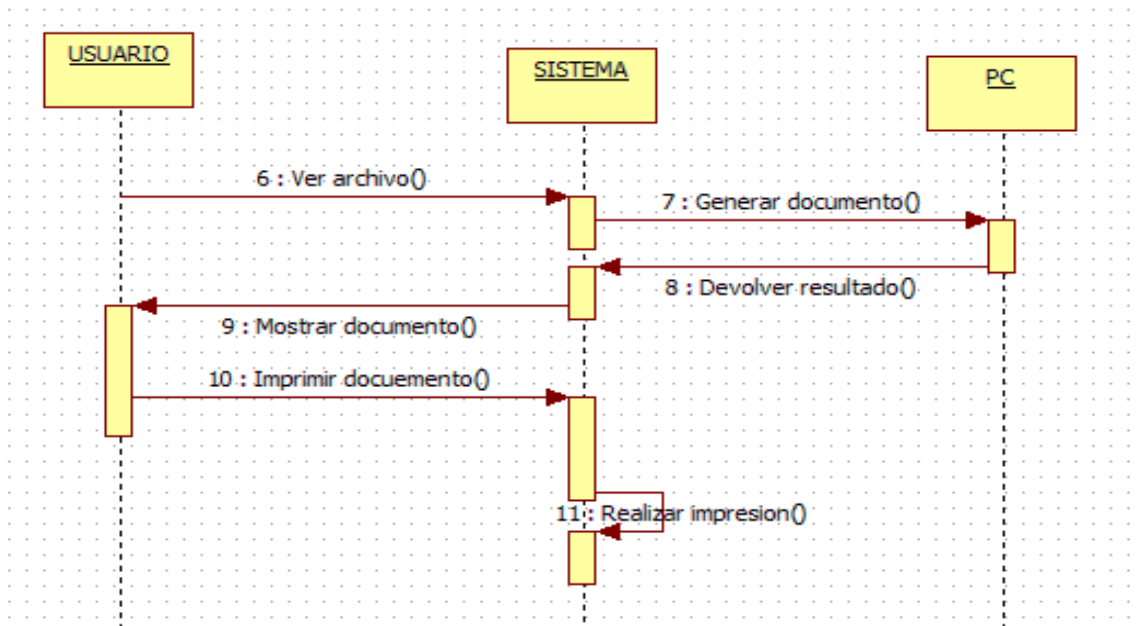 USUARIO
SISTEMA
PC
6 : Ver archivo()
7 : Generar documento()
8 : Devolver resultado()
9 : Mostrar documento()
10 : Imprimir docuemento()
11 : Realizar impresion()